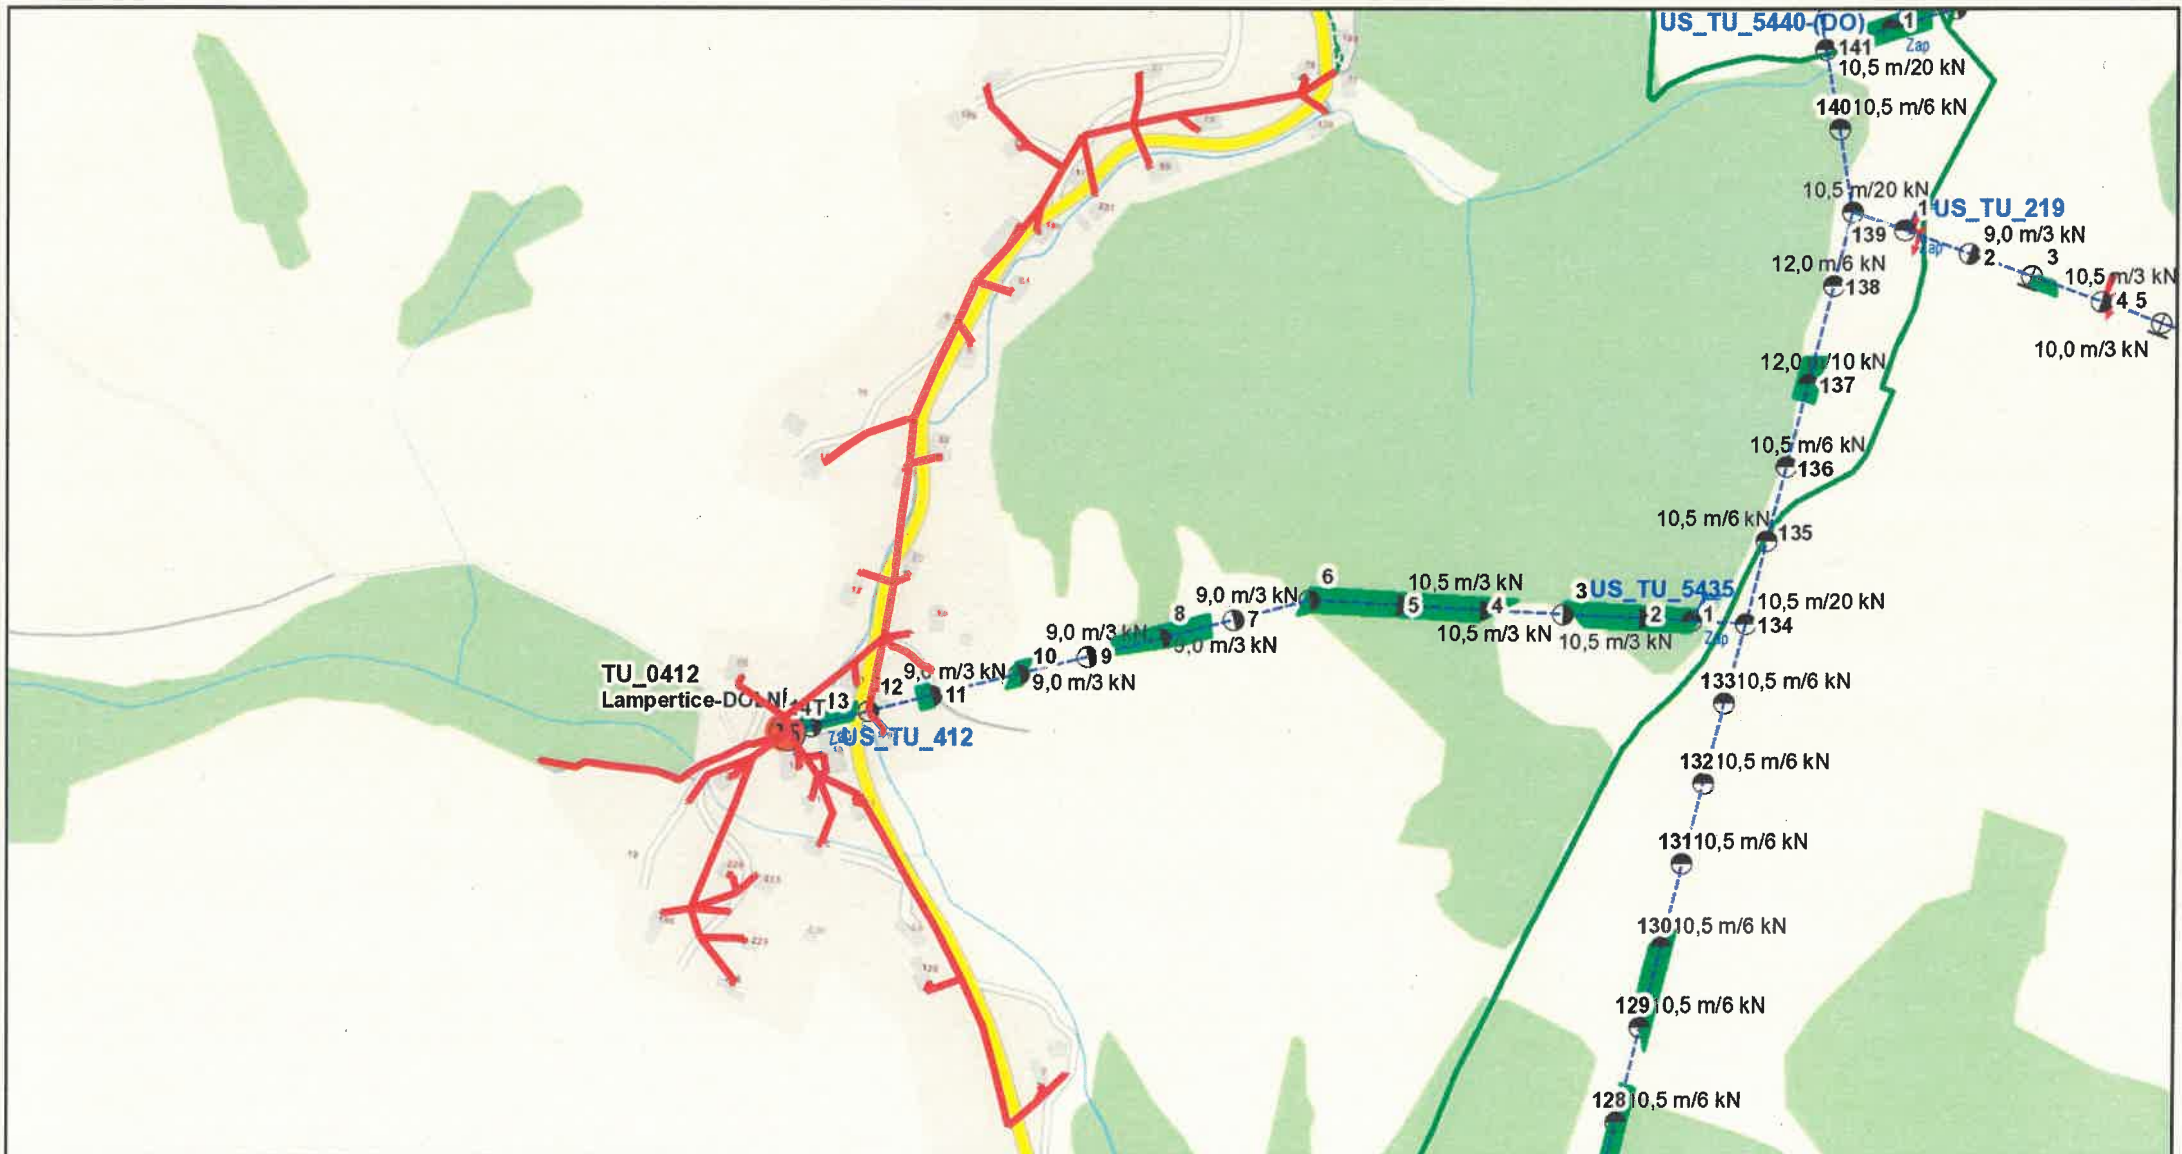 US_TU_5440-(DO)
1
Zap
141
10,5 m/20 kN
140 10,5 m/6 kN
10,5 m/20 kN
139
1
US_TU_219
Zap
9,0 m/3 kN
2
3
12,0 m/6 kN
138
10,5 m/3 kN
4 5
10,0 m/3 kN
12,0 m/10 kN
137
10,5 m/6 kN
136
10,5 m/6 kN
135
6
10,5 m/3 kN
3
US_TU_5435
9,0 m/3 kN
5
4
2
1
10,5 m/20 kN
134
8
7
10,5 m/3 kN
10,5 m/3 kN
Zap
9,0 m/3 kN
9,0 m/3 kN
10
9
TU_0412
9,0 m/3 kN
9,0 m/3 kN
12
11
133 10,5 m/6 kN
Lampertice-DOLNÍ
13
US_TU_412
132 10,5 m/6 kN
131 10,5 m/6 kN
130 10,5 m/6 kN
129 10,5 m/6 kN
128 10,5 m/6 kN